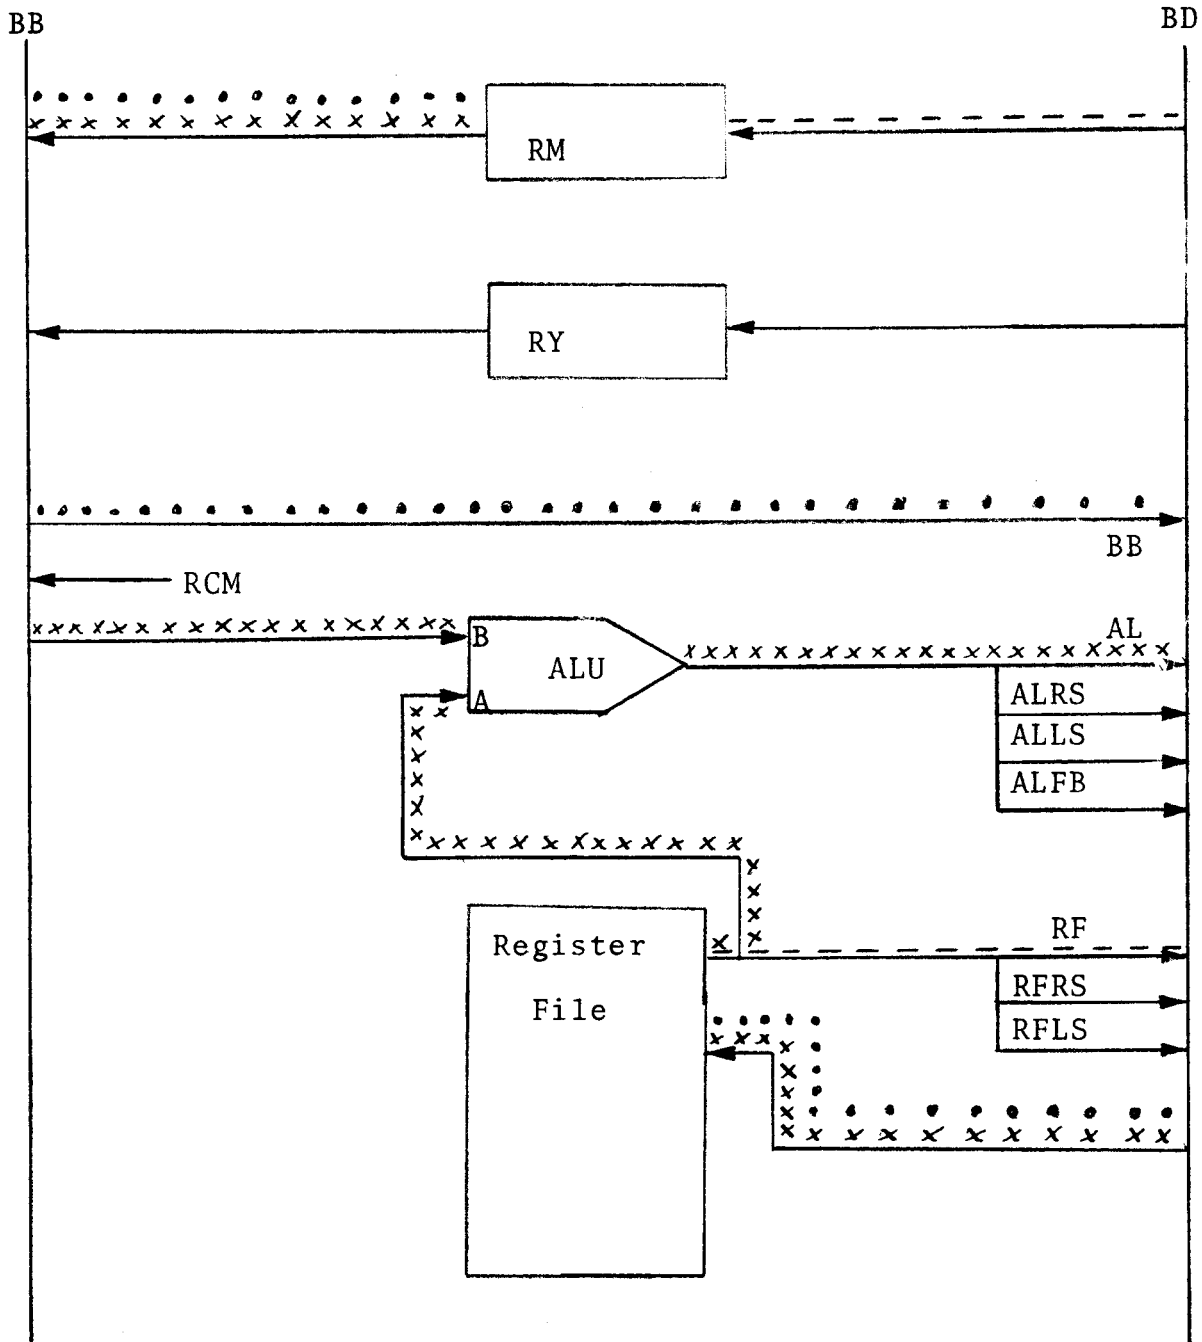 BB
BD
RM
RY
BB
RCM
B
ALU
A
AL
ALRS
ALLS
ALFB
Register
File
RF
RFRS
RFLS